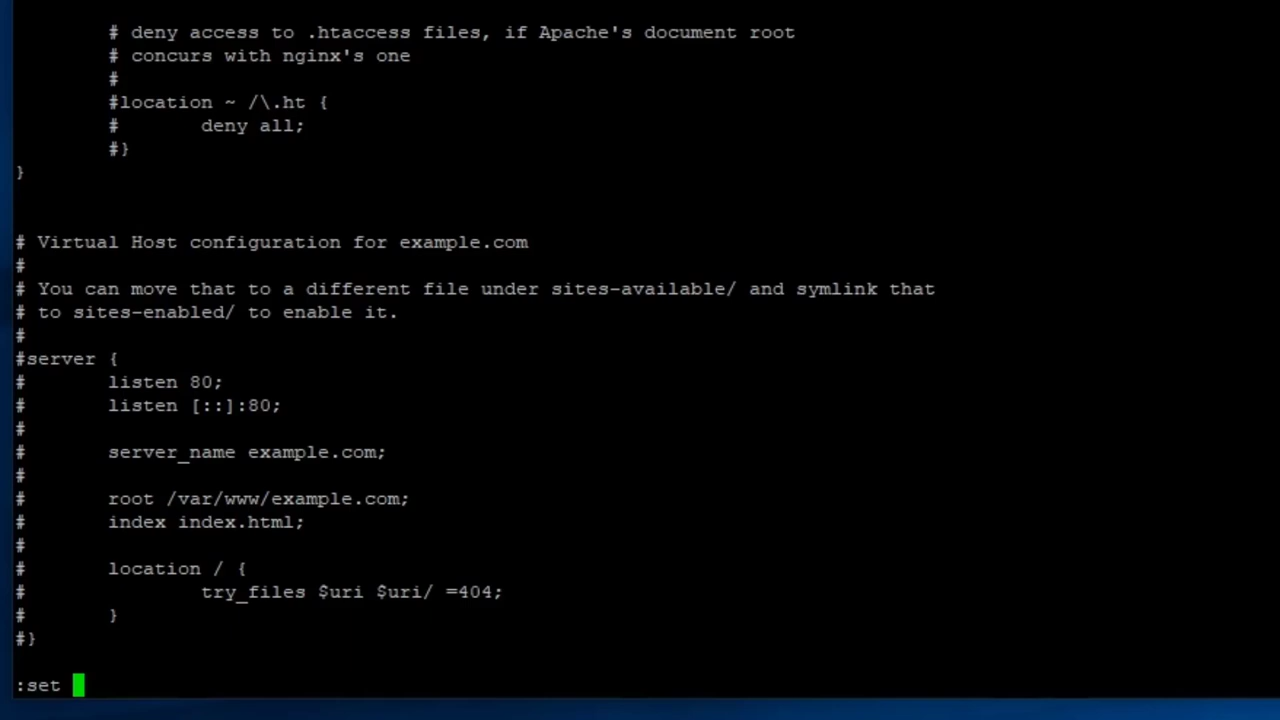 # deny access to .htaccess files, if Apache's document root
# concurs with nginx's one
#
#location ~ /\.ht {
#       deny all;
#}
}
# Virtual Host configuration for example.com
#
# You can move that to a different file under sites-available/ and symlink that
# to sites-enabled/ to enable it.
#
#server {
#       listen 80;
#       listen [::]:80;
#
#       server_name example.com;
#
#       root /var/www/example.com;
#       index index.html;
#
#       location / {
#               try_files $uri $uri/ =404;
#       }
#}
:set